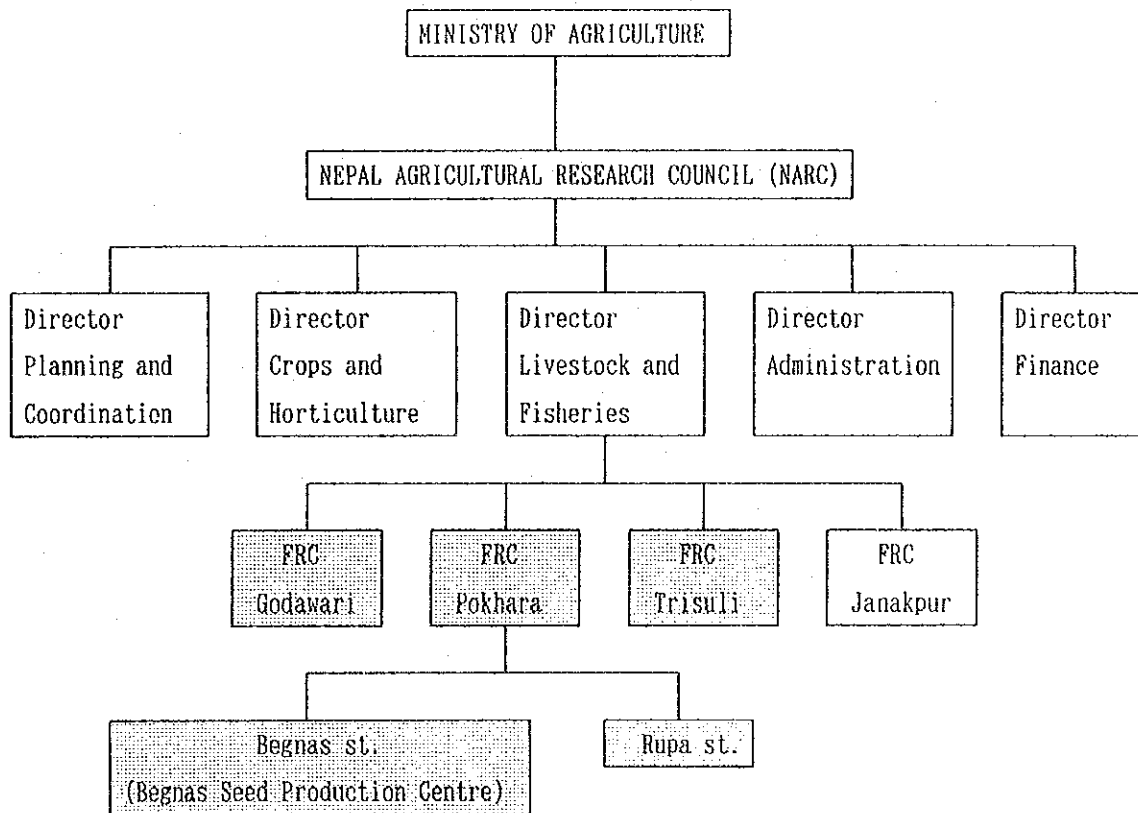 MINISTRY OF AGRICULTURE
NEPAL AGRICULTURAL RESEARCH COUNCIL (NARC)
Director
Planning and
Coordination
Director
Crops and
Horticulture
Director
Livestock and
Fisheries
Director
Administration
Director
Finance
FRC
Godawari
FRC
Pokhara
FRC
Trisuli
FRC
Janakpur
Begnas st.
(Begnas Seed Production Centre)
Rupa st.